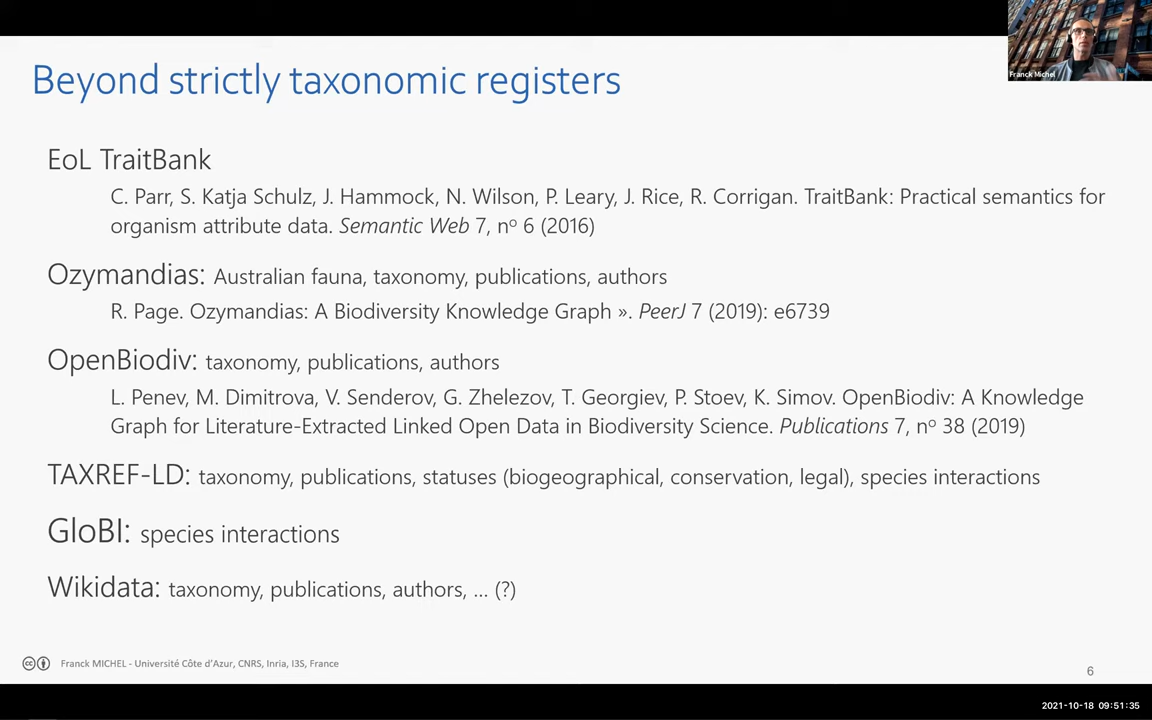 Franck Michel
Beyond strictly taxonomic registers
EoL TraitBank
C. Parr, S. Katja Schulz, J. Hammock, N. Wilson, P. Leary, J. Rice, R. Corrigan. TraitBank: Practical semantics for
organism attribute data. Semantic Web 7, nº 6 (2016)
Ozymandias: Australian fauna, taxonomy, publications, authors
R. Page. Ozymandias: A Biodiversity Knowledge Graph ». PeerJ 7 (2019): e6739
OpenBiodiv: taxonomy, publications, authors
L. Penev, M. Dimitrova, V. Senderov, G. Zhelezov, T. Georgiev, P. Stoev, K. Simov. OpenBiodiv: A Knowledge
Graph for Literature-Extracted Linked Open Data in Biodiversity Science. Publications 7, nº 38 (2019)
TAXREF-LD: taxonomy, publications, statuses (biogeographical, conservation, legal), species interactions
GloBI: species interactions
Wikidata: taxonomy, publications, authors, ... (?)
cc Franck MICHEL - Université Côte d'Azur, CNRS, Inria, I3S, France
6
2021-10-18 09:51:35